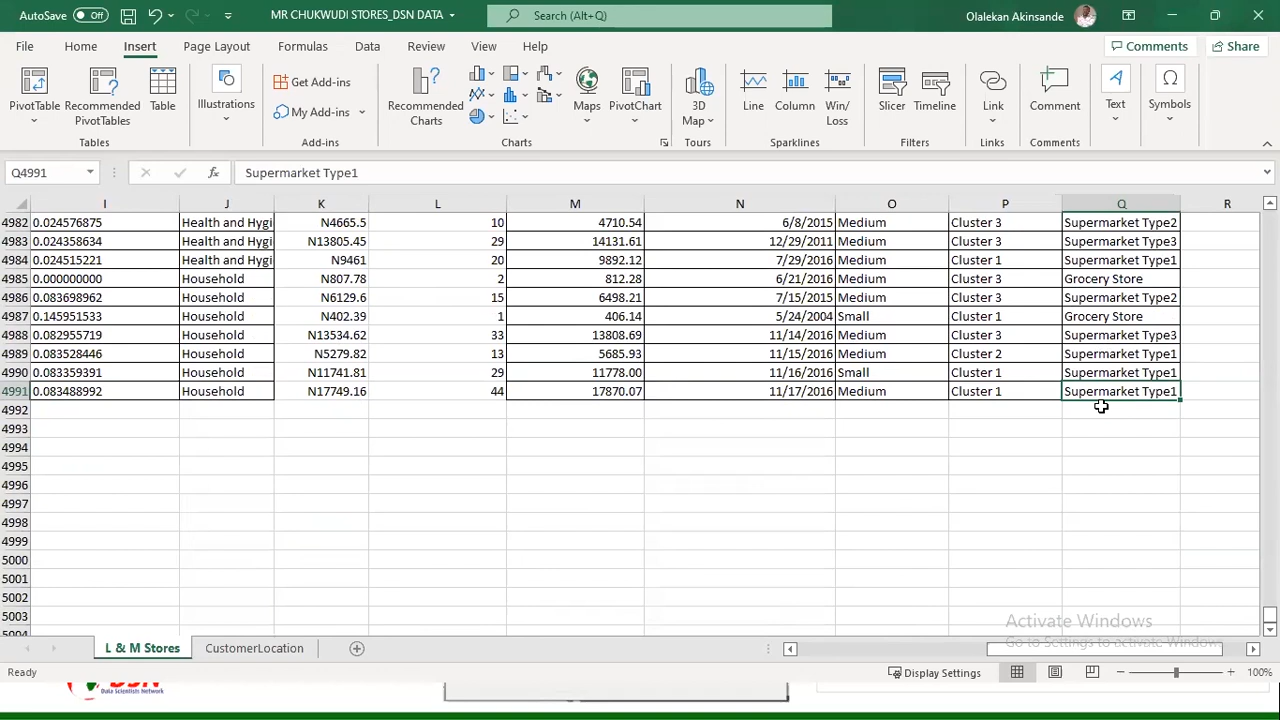 AutoSave Off MR CHUKWUDI STORES_DSN DATA Search (Alt+Q) Olalekan Akinsande
File Home Insert Page Layout Formulas Data Review View Help Comments Share
PivotTable Recommended PivotTables Table Illustrations Get Add-ins My Add-ins Recommended Charts Maps PivotChart 3D Map Line Column Win/Loss Slicer Timeline Link Comment Text Symbols
Tables Add-ins Charts Tours Sparklines Filters Links Comments
Q4991 fx Supermarket Type1
I J K L M N O P Q R
4982 0.024576875 Health and Hygi N4665.5 10 4710.54 6/8/2015 Medium Cluster 3 Supermarket Type2
4983 0.024358634 Health and Hygi N13805.45 29 14131.61 12/29/2011 Medium Cluster 3 Supermarket Type3
4984 0.024515221 Health and Hygi N9461 20 9892.12 7/29/2016 Medium Cluster 1 Supermarket Type1
4985 0.000000000 Household N807.78 2 812.28 6/21/2016 Medium Cluster 3 Grocery Store
4986 0.083698962 Household N6129.6 15 6498.21 7/15/2015 Medium Cluster 3 Supermarket Type2
4987 0.145951533 Household N402.39 1 406.14 5/24/2004 Small Cluster 1 Grocery Store
4988 0.082955719 Household N13534.62 33 13808.69 11/14/2016 Medium Cluster 3 Supermarket Type3
4989 0.083528446 Household N5279.82 13 5685.93 11/15/2016 Medium Cluster 2 Supermarket Type1
4990 0.083359391 Household N11741.81 29 11778.00 11/16/2016 Small Cluster 1 Supermarket Type1
4991 0.083488992 Household N17749.16 44 17870.07 11/17/2016 Medium Cluster 1 Supermarket Type1
4992
4993
4994
4995
4996
4997
4998
4999
5000
5001
5002
5003
5004
Activate Windows
Go to Settings to activate Windows.
L & M Stores CustomerLocation
Ready Display Settings 100%
DSN
Data Scientists Network